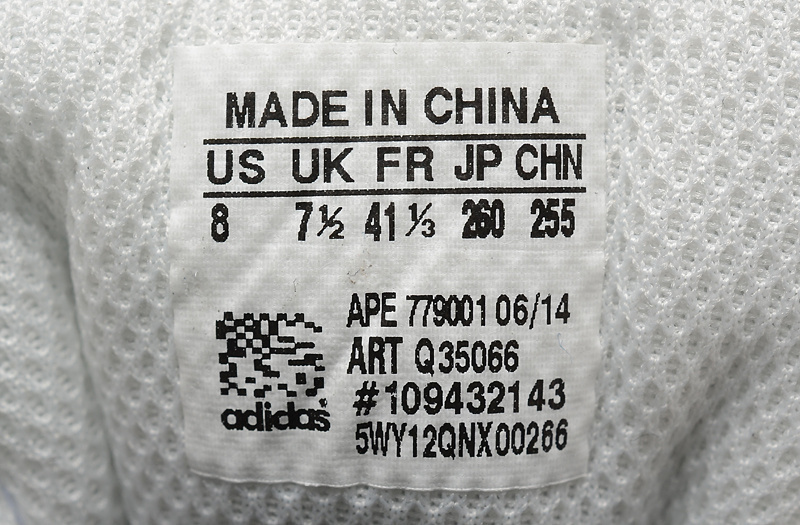 MADE IN CHINA
US UK FR JP CHN
8 7½ 41⅓ 260 255
APE 779001 06/14
ART Q35066
#109432143
adidas
5WY12QNX00266